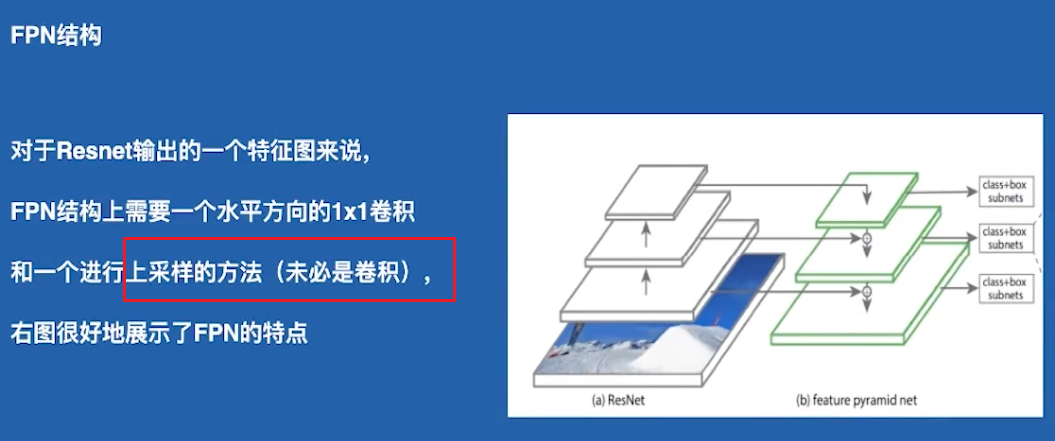 FPN结构
对于Resnet输出的一个特征图来说,
FPN结构上需要一个水平方向的1x1卷积
和一个进行上采样的方法（未必是卷积），
右图很好地展示了FPN的特点
class+box
subnets
class+box
subnets
class+box
subnets
(a) ResNet
(b) feature pyramid net